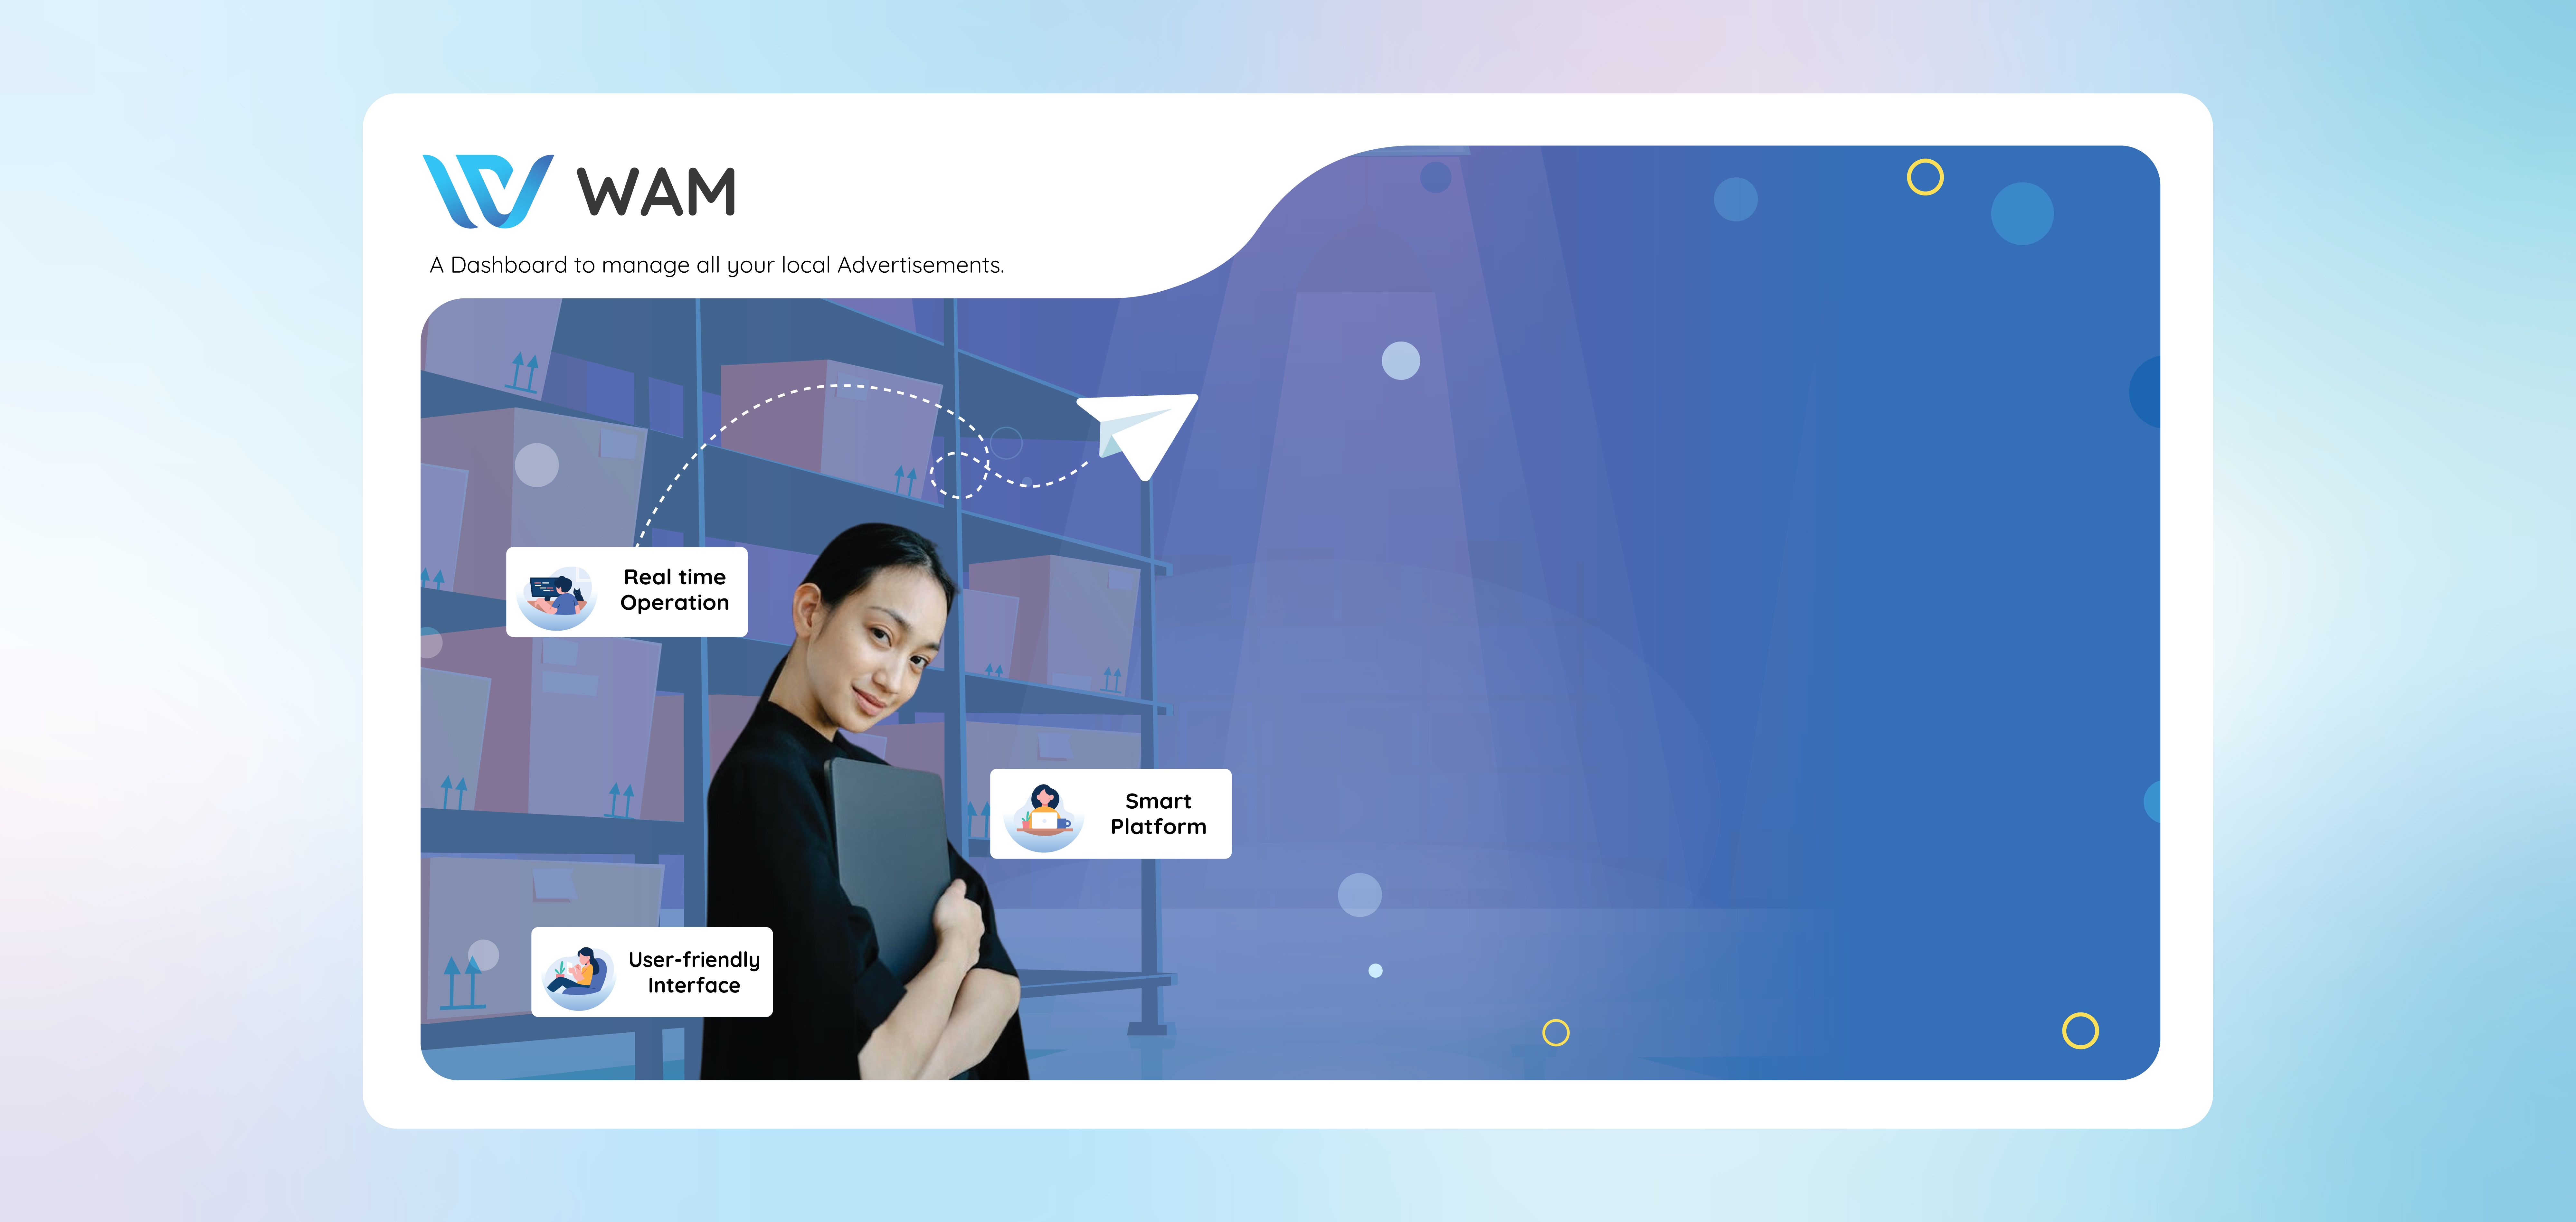 WAM
A Dashboard to manage all your local Advertisements.
Real time
Operation
Smart
Platform
User-friendly
Interface